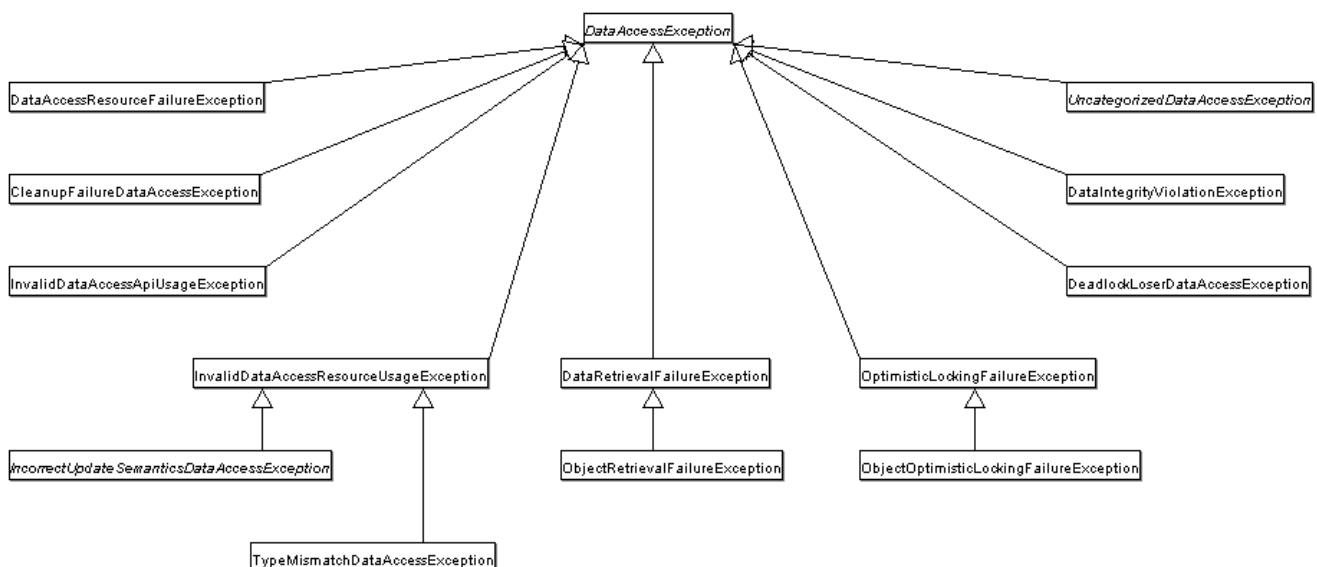 DataAccessException
DataAccessResourceFailureException
UncategorizedDataAccessException
CleanupFailureDataAccessException
DataIntegrityViolationException
InvalidDataAccessApiUsageException
DeadlockLoserDataAccessException
InvalidDataAccessResourceUsageException
DataRetrievalFailureException
OptimisticLockingFailureException
IncorrectUpdateSemanticsDataAccessException
ObjectRetrievalFailureException
ObjectOptimisticLockingFailureException
TypeMismatchDataAccessException